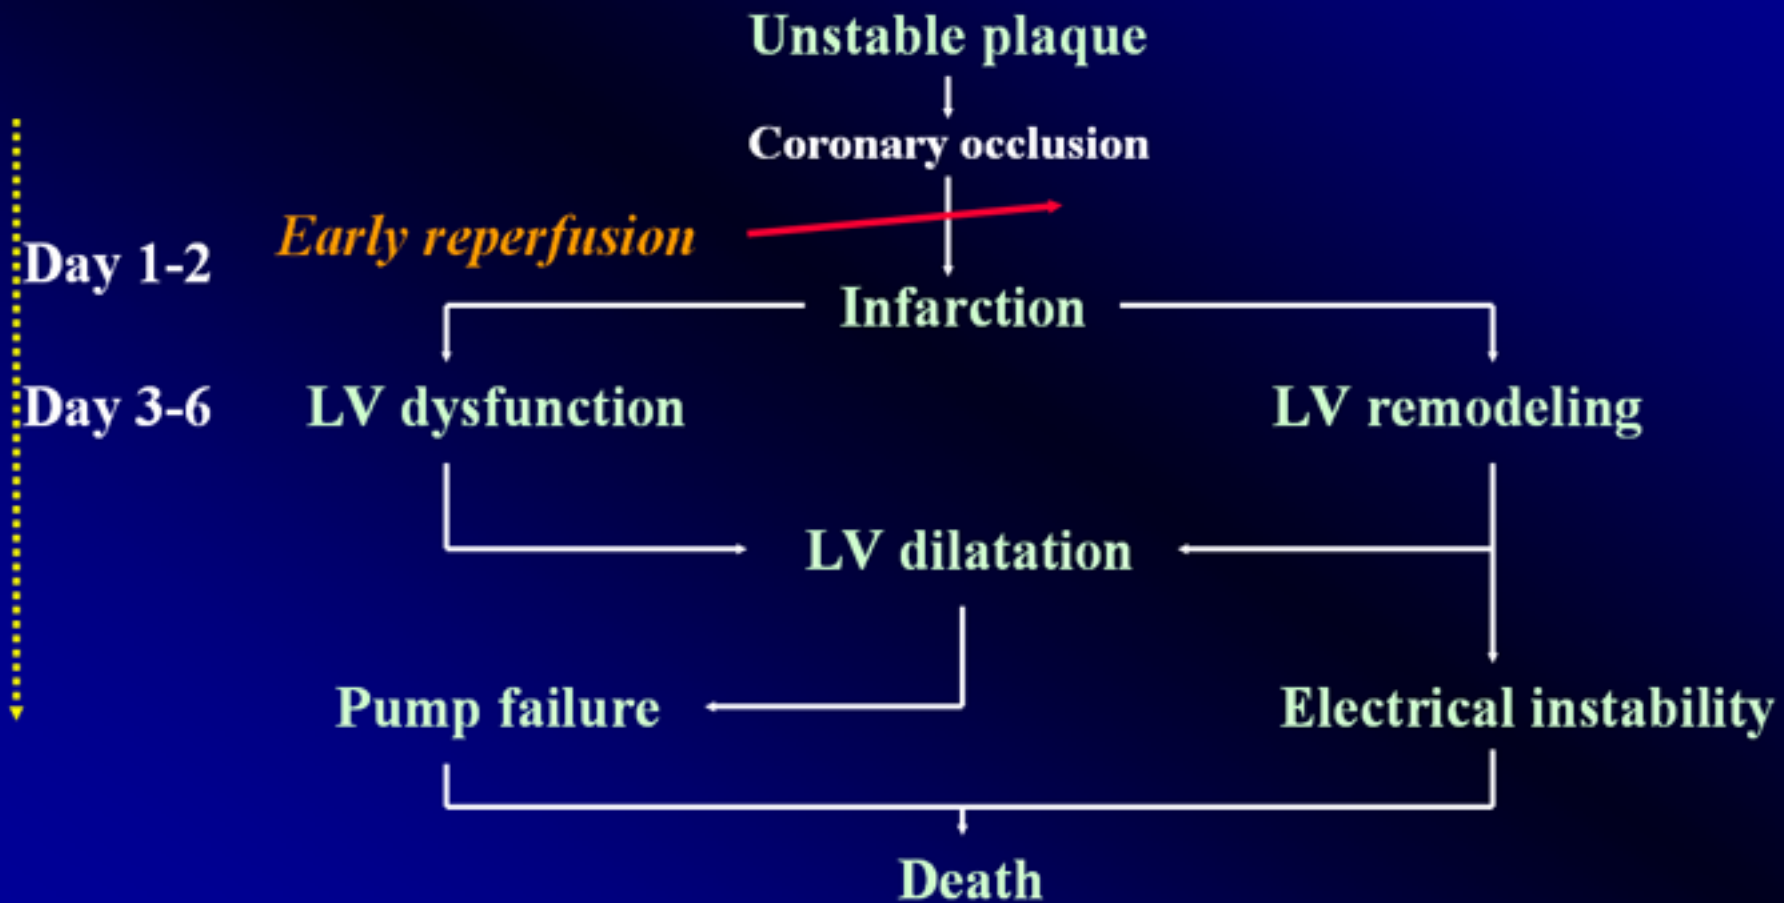 Unstable plaque
Coronary occlusion
Early reperfusion
Day 1-2
Infarction
Day 3-6
LV dysfunction
LV remodeling
LV dilatation
Pump failure
Electrical instability
Death